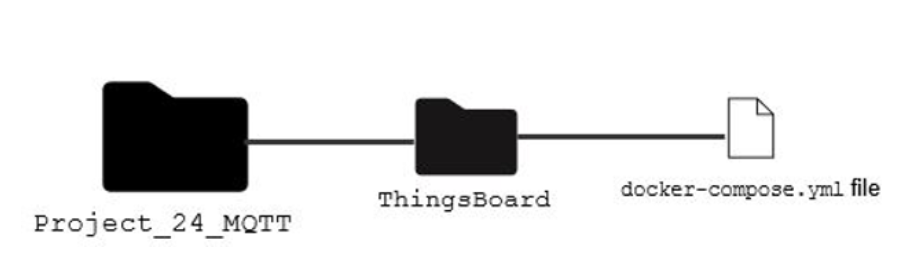 Project_24_MQTT
ThingsBoard
docker-compose.yml file